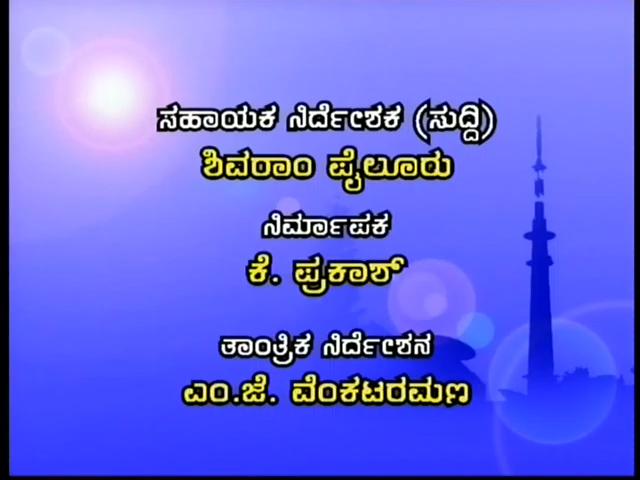 ಸಹಾಯಕ ನಿರ್ದೇಶಕ (ಸುದ್ದಿ)
ಶಿವರಾಂ ಪೈಲೂರು
ನಿರ್ಮಾಪಕ
ಕೆ. ಪ್ರಕಾಶ್
ತಾಂತ್ರಿಕ ನಿರ್ದೇಶನ
ಎಂ.ಜೆ. ವೆಂಕಟರಮಣ